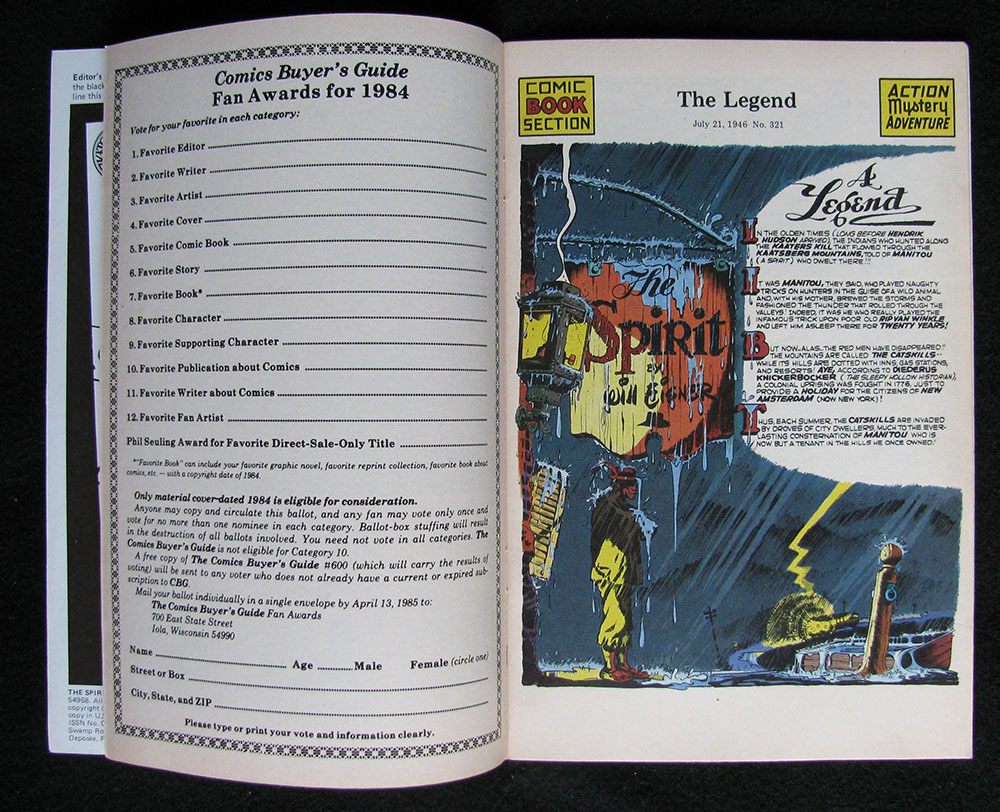 Editor's
the black
line this
THE SPIR
54968. All
copyright (
copy in U.S
ISSN No. 0
Swamp Ro
Deposee. F
Comics Buyer's Guide
Fan Awards for 1984
Vote for your favorite in each category:
1. Favorite Editor
2. Favorite Writer
3. Favorite Artist
4. Favorite Cover
5. Favorite Comic Book
6. Favorite Story
7. Favorite Book*
8. Favorite Character
9. Favorite Supporting Character
10. Favorite Publication about Comics
11. Favorite Writer about Comics
12. Favorite Fan Artist
Phil Seuling Award for Favorite Direct-Sale-Only Title
*"Favorite Book" can include your favorite graphic novel, favorite reprint collection, favorite book about
comics, etc. — with a copyright date of 1984.
Only material cover-dated 1984 is eligible for consideration.
Anyone may copy and circulate this ballot, and any fan may vote only once and
vote for no more than one nominee in each category. Ballot-box stuffing will result
in the destruction of all ballots involved. You need not vote in all categories. The
Comics Buyer's Guide is not eligible for Category 10.
A free copy of The Comics Buyer's Guide #600 (which will carry the results of
voting) will be sent to any voter who does not already have a current or expired sub-
scription to CBG.
Mail your ballot individually in a single envelope by April 13, 1985 to:
The Comics Buyer's Guide Fan Awards
700 East State Street
Iola, Wisconsin 54990
Name Age Male Female (circle one)
Street or Box
City, State, and ZIP
Please type or print your vote and information clearly.
COMIC
BOOK
SECTION
The Legend
July 21, 1946 No. 321
ACTION
Mystery
ADVENTURE
A
Legend
IN THE OLDEN TIMES (LONG BEFORE HENDRIK
HUDSON ARRIVED), THE INDIANS WHO HUNTED ALONG
THE KAATERS KILL THAT FLOWED THROUGH THE
KAATSBERG MOUNTAINS, TOLD OF MANITOU
(A SPIRIT) WHO DWELT THERE!!!
IT WAS MANITOU, THEY SAID, WHO PLAYED NAUGHTY
TRICKS ON HUNTERS IN THE GUISE OF A WILD ANIMAL
AND, WITH HIS MOTHER, BREWED THE STORMS AND
FASHIONED THE THUNDER THAT ROLLED THROUGH THE
VALLEYS! INDEED, IT WAS HE WHO REALLY PLAYED THE
INFAMOUS TRICK UPON POOR OLD RIP VAN WINKLE
AND LEFT HIM ASLEEP THERE FOR TWENTY YEARS!
BUT NOW..ALAS..THE RED MEN HAVE DISAPPEARED!!
THE MOUNTAINS ARE CALLED THE CATSKILLS--
WHILE ITS HILLS ARE DOTTED WITH INNS, GAS STATIONS,
AND RESORTS! AYE, ACCORDING TO DIEDERUS
KNICKERBOCKER (THE SLEEPY HOLLOW HISTORIAN),
A COLONIAL UPRISING WAS FOUGHT IN 1776, JUST TO
PROVIDE A HOLIDAY FOR THE CITIZENS OF NEW
AMSTERDAM (NOW NEW YORK)!
THUS, EACH SUMMER, THE CATSKILLS ARE INVADED
BY DROVES OF CITY DWELLERS, MUCH TO THE EVER-
LASTING CONSTERNATION OF MANITOU WHO IS
NOW BUT A TENANT IN THE HILLS HE ONCE OWNED!
The
Spirit
BY
Will Eisner